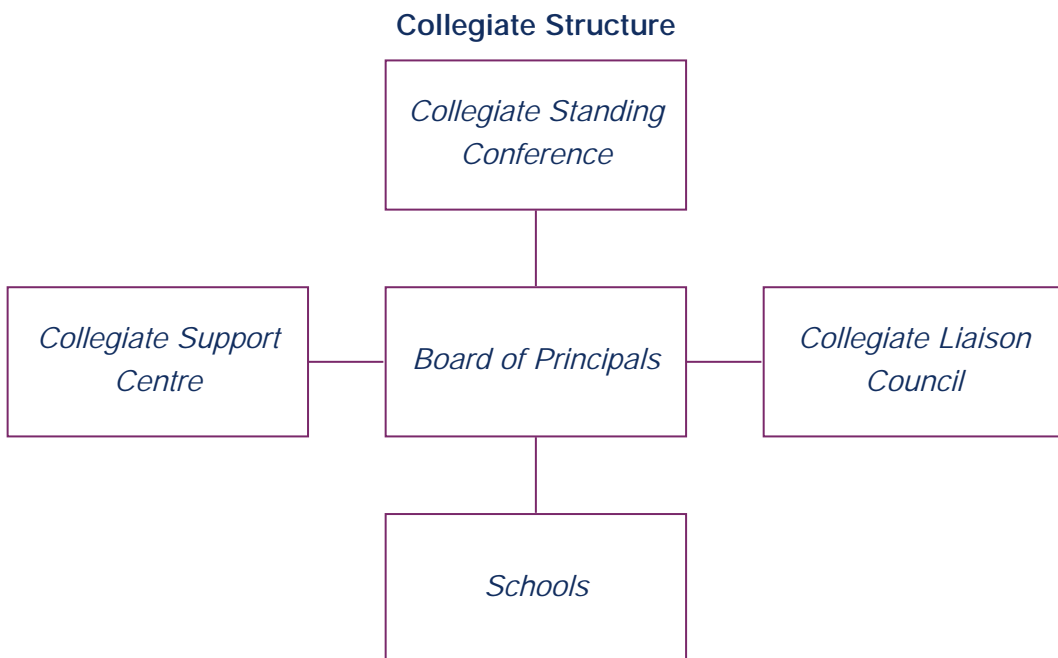 Collegiate Structure
Collegiate Standing
Conference
Collegiate Support
Centre
Board of Principals
Collegiate Liaison
Council
Schools